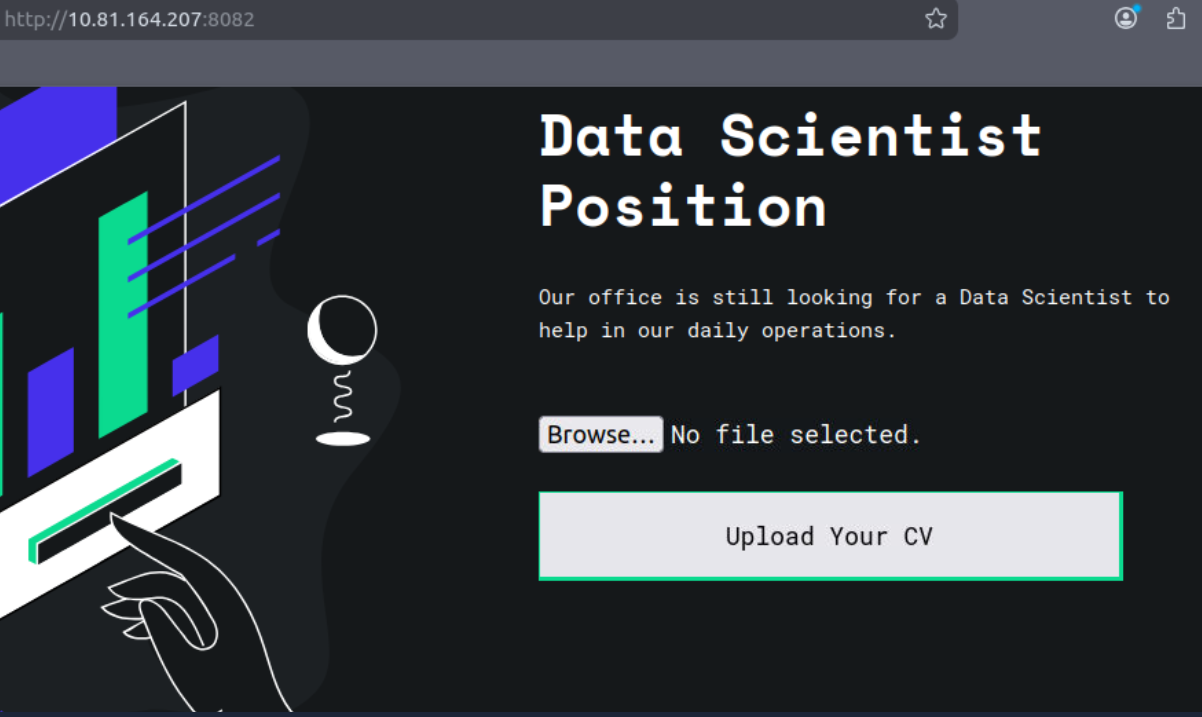 http://10.81.164.207:8082
Data Scientist
Position
Our office is still looking for a Data Scientist to
help in our daily operations.
Browse... No file selected.
Upload Your CV